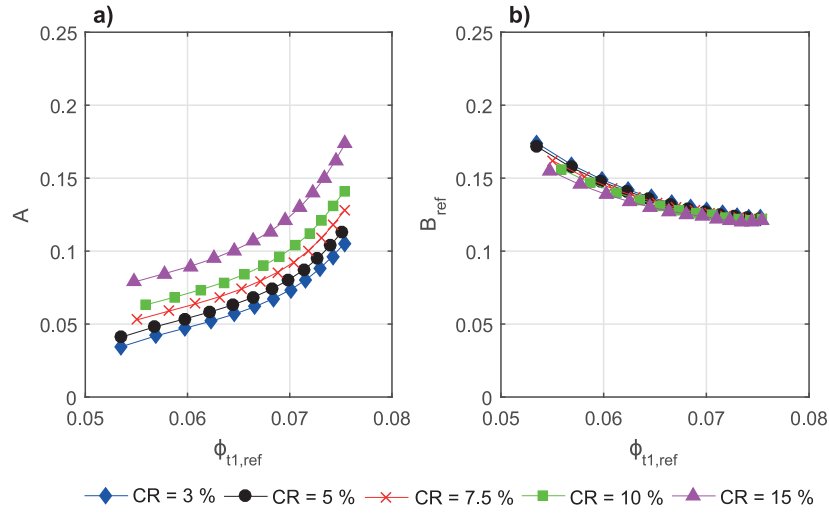 a)
0.25
0.2
0.15
0.1
0.05
0
0.05 0.06 0.07 0.08
A
ϕt1,ref
b)
0.25
0.2
0.15
0.1
0.05
0
0.05 0.06 0.07 0.08
Bref
ϕt1,ref
CR = 3 % CR = 5 % CR = 7.5 % CR = 10 % CR = 15 %